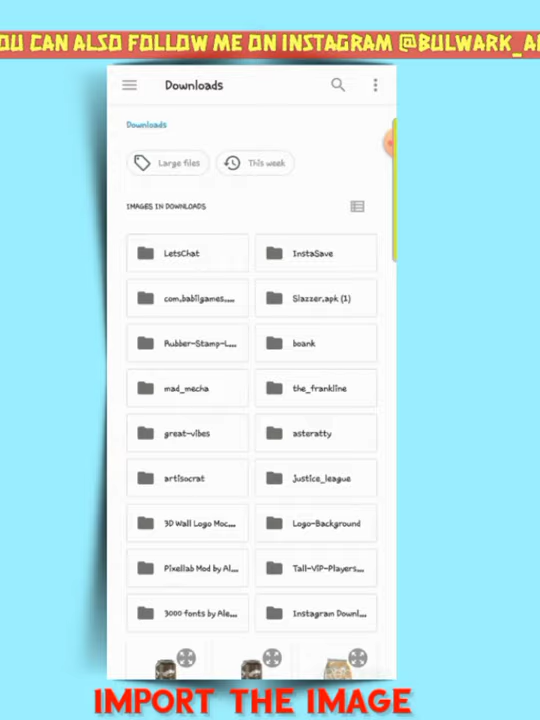 OU CAN ALSO FOLLOW ME ON INSTAGRAM @BULWARK_A
Downloads
Downloads
Large files
This week
IMAGES IN DOWNLOADS
LetsChat
InstaSave
com.babilgames....
Slazzer.apk (1)
Rubber-Stamp-L...
boank
mad_mecha
the_frankline
great-vibes
asteratty
artisocrat
justice_league
3D Wall Logo Moc...
Logo-Background
Pixellab Mod by Al...
Tall-VIP-Players...
3000 fonts by Ale...
Instagram Downl...
IMPORT THE IMAGE